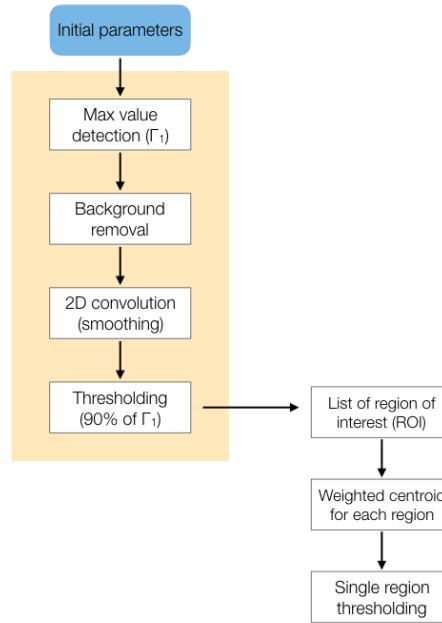 Initial parameters
Max value
detection (Γ₁)
Background
removal
2D convolution
(smoothing)
Thresholding
(90% of Γ₁)
List of region of
interest (ROI)
Weighted centroid
for each region
Single region
thresholding